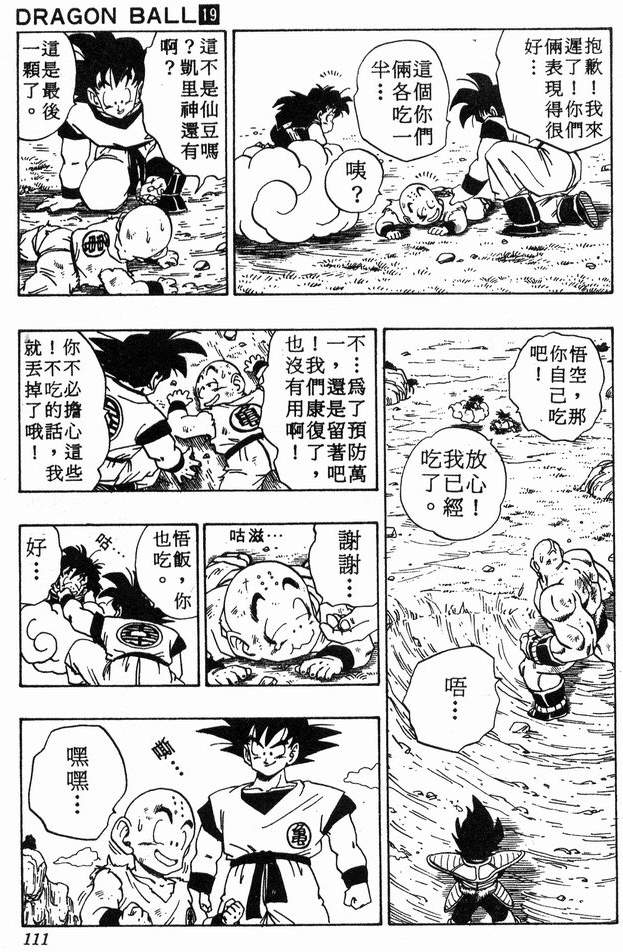 DRAGON BALL 19
抱歉！我來
遲了！你們
倆表現得很
好…
這個你們
倆各吃一
半…
咦？
這不是仙豆嗎
？凱里神還有
啊？
這是最後
一顆了。
悟空，那
你自己吃
吧！
放心！
我已經
吃了。
唔…
不…為了預防萬
一，還是留著吧
！我們康復了，
也沒有用啊！
你不必擔心這些
！不吃的話，我
就丟掉了哦！
謝謝…
咕滋…
悟飯，你
也吃。
好…
嘿
嘿…
111